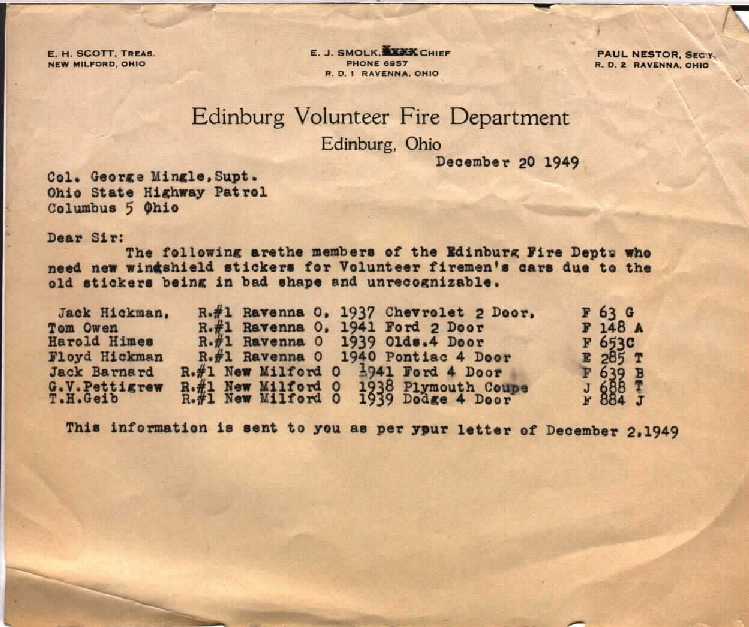 E. H. SCOTT, TREAS.
NEW MILFORD, OHIO
E. J. SMOLK, CHIEF
PHONE 6957
R. D. 1 RAVENNA, OHIO
PAUL NESTOR, SEC'Y.
R. D. 2 RAVENNA, OHIO
Edinburg Volunteer Fire Department
Edinburg, Ohio
December 20 1949
Col. George Mingle,Supt.
Ohio State Highway Patrol
Columbus 5 Ohio
Dear Sir:
The following arethe members of the Edinburg Fire Depts who
need new windshield stickers for Volunteer firemen's cars due to the
old stickers being in bad shape and unrecognizable.
Jack Hickman, R.#1 Ravenna O. 1937 Chevrolet 2 Door, F 63 G
Tom Owen R.#1 Ravenna O. 1941 Ford 2 Door F 148 A
Harold Himes R.#1 Ravenna O 1939 Olds.4 Door F 653C
Floyd Hickman R.#1 Ravenna O 1940 Pontiac 4 Door E 285 T
Jack Barnard R.#1 New Milford O 1941 Ford 4 Door F 639 B
G.V.Pettigrew R.#1 New Milford O 1938 Plymouth Coupe J 688 T
T.H.Geib R.#1 New Milford O 1939 Dodge 4 Door F 884 J
This information is sent to you as per your letter of December 2,1949